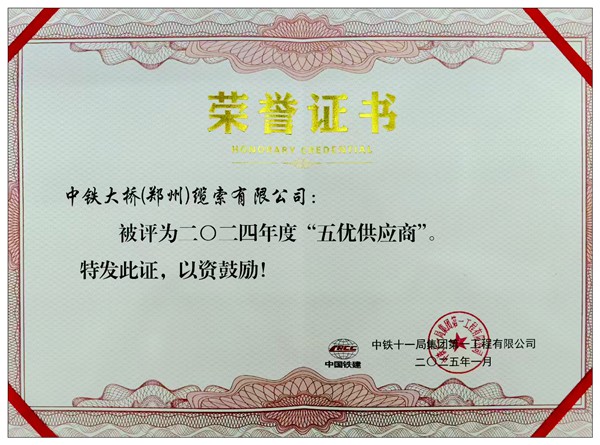 荣誉证书
HONORARY CREDENTIAL
中铁大桥(郑州)缆索有限公司：
被评为二〇二四年度“五优供应商”。
特发此证，以资鼓励！
CRCC
中国铁建
中铁十一局集团第一工程有限公司
二〇二五年一月